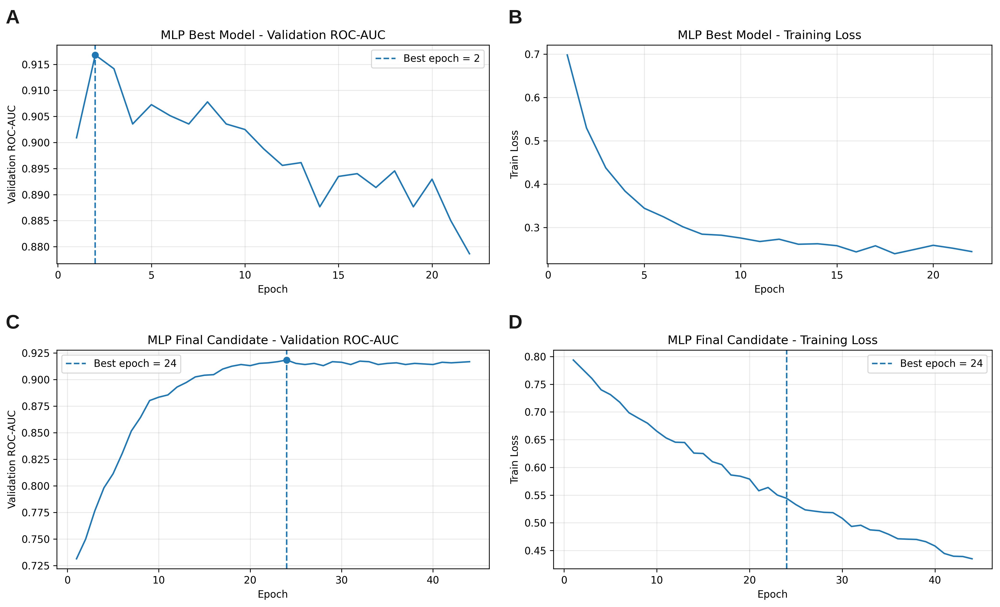 A
MLP Best Model - Validation ROC-AUC
Best epoch = 2
Validation ROC-AUC
0.915
0.910
0.905
0.900
0.895
0.890
0.885
0.880
0
5
10
15
20
Epoch
B
MLP Best Model - Training Loss
Train Loss
0.7
0.6
0.5
0.4
0.3
0
5
10
15
20
Epoch
C
MLP Final Candidate - Validation ROC-AUC
Best epoch = 24
Validation ROC-AUC
0.925
0.900
0.875
0.850
0.825
0.800
0.775
0.750
0.725
0
10
20
30
40
Epoch
D
MLP Final Candidate - Training Loss
Best epoch = 24
Train Loss
0.80
0.75
0.70
0.65
0.60
0.55
0.50
0.45
0
10
20
30
40
Epoch